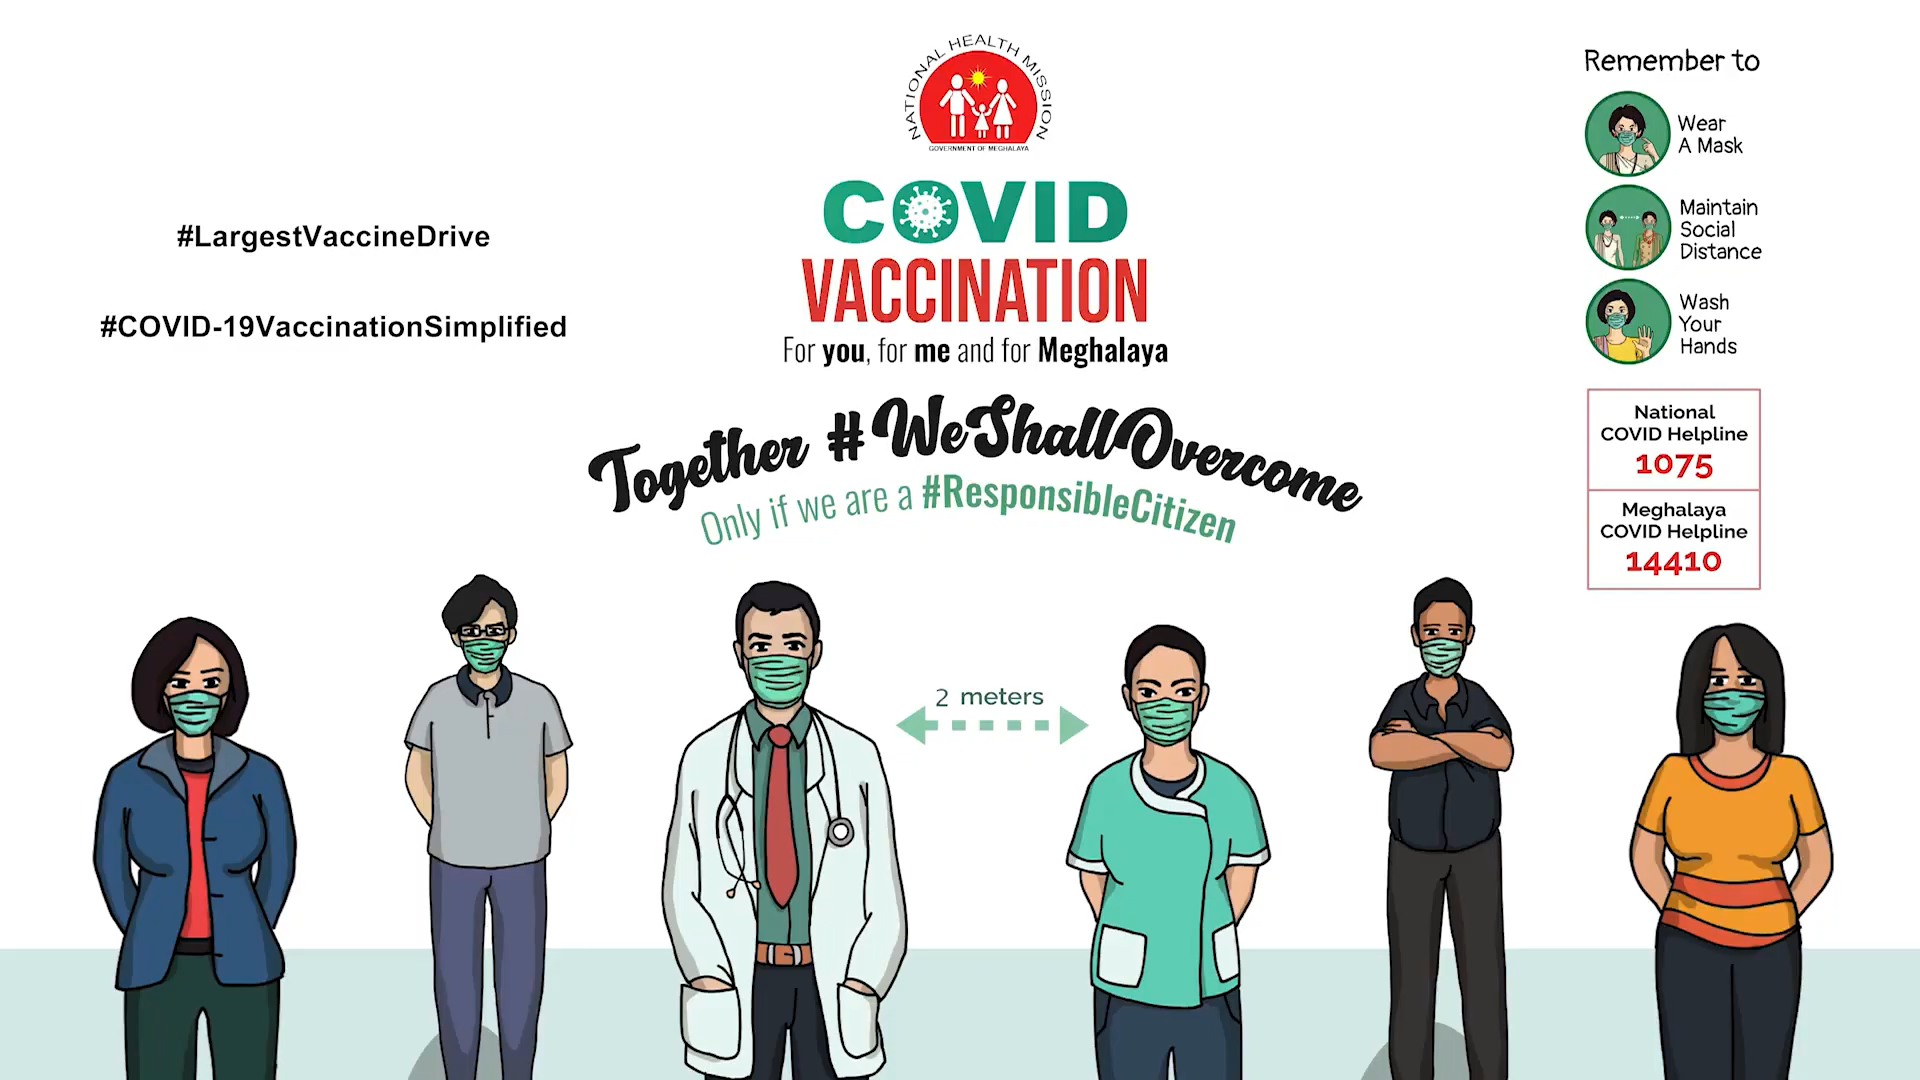 NATIONAL HEALTH MISSION
GOVERNMENT OF MEGHALAYA
COVID
VACCINATION
For you, for me and for Meghalaya
Together #WeShallOvercome
Only if we are a #ResponsibleCitizen
#LargestVaccineDrive
#COVID-19VaccinationSimplified
Remember to
Wear
A Mask
Maintain
Social
Distance
Wash
Your
Hands
National
COVID Helpline
1075
Meghalaya
COVID Helpline
14410
2 meters